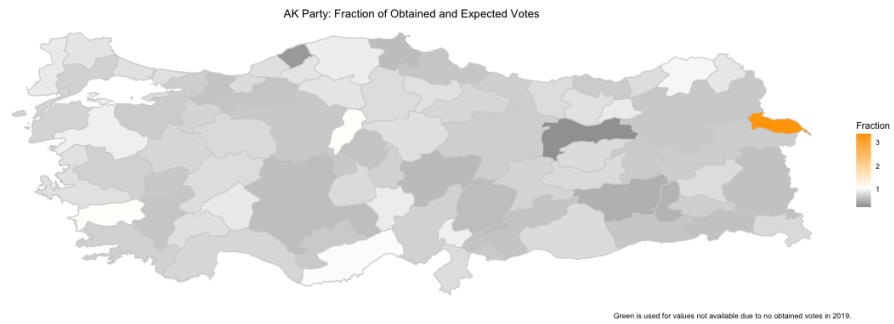 AK Party: Fraction of Obtained and Expected Votes
Fraction
3
2
1
Green is used for values not available due to no obtained votes in 2019.